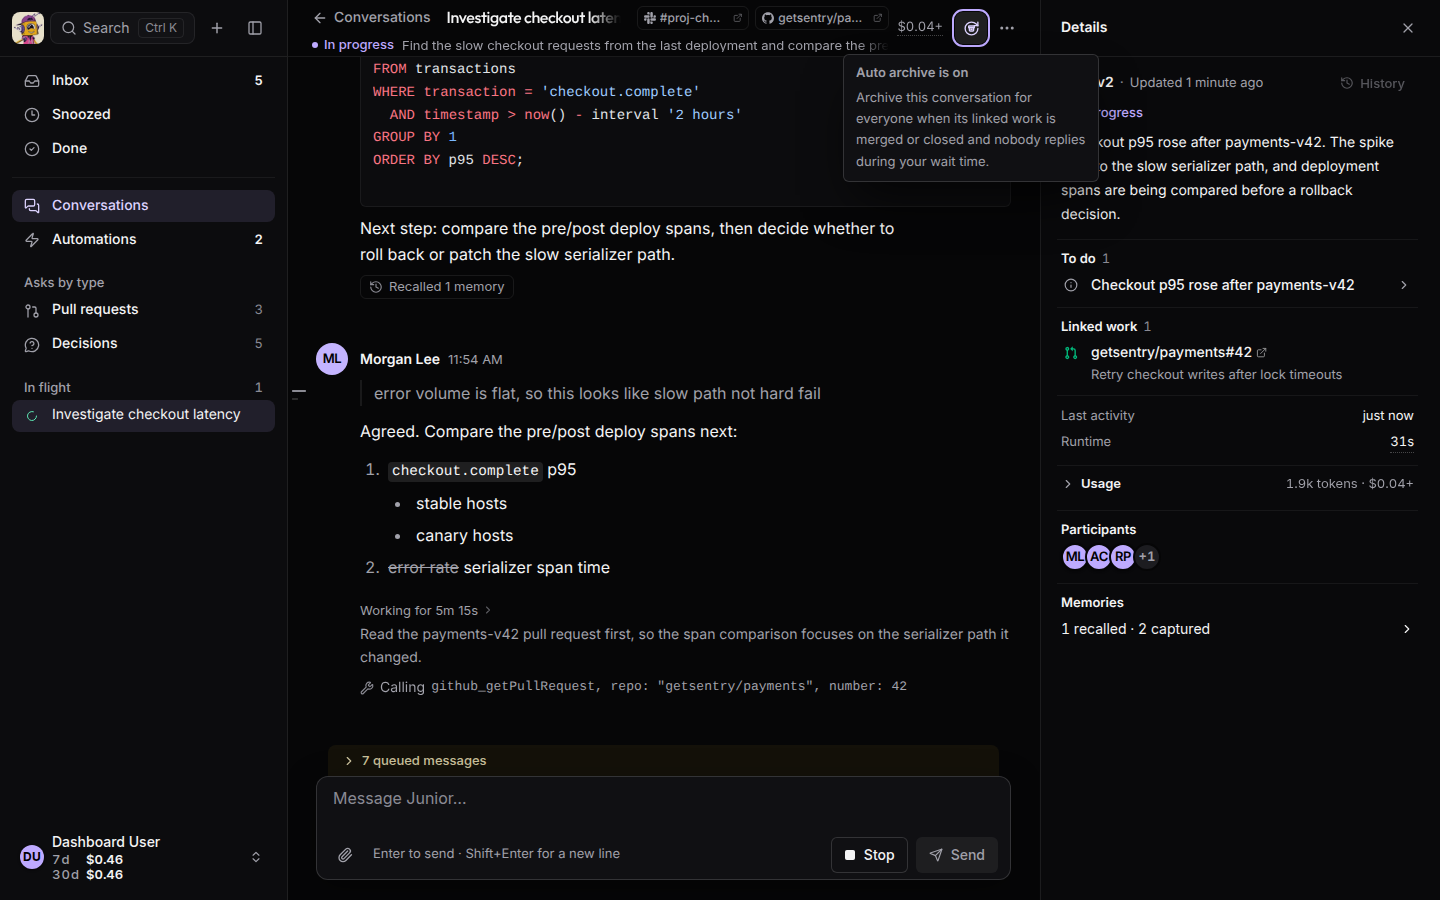 Search Ctrl K
Inbox 5
Snoozed
Done
Conversations
Automations 2
Asks by type
Pull requests 3
Decisions 5
In flight 1
Investigate checkout latency
Dashboard User
DU
7d $0.46
30d $0.46
Conversations
Investigate checkout later
#proj-ch...
getsentry/pa...
$0.04+
In progress Find the slow checkout requests from the last deployment and compare the pre
Auto archive is on
Archive this conversation for
everyone when its linked work is
merged or closed and nobody replies
during your wait time.
FROM transactions
WHERE transaction = 'checkout.complete'
AND timestamp > now() - interval '2 hours'
GROUP BY 1
ORDER BY p95 DESC;
Next step: compare the pre/post deploy spans, then decide whether to
roll back or patch the slow serializer path.
Recalled 1 memory
ML Morgan Lee 11:54 AM
error volume is flat, so this looks like slow path not hard fail
Agreed. Compare the pre/post deploy spans next:
1. checkout.complete p95
• stable hosts
• canary hosts
2. error rate serializer span time
Working for 5m 15s
Read the payments-v42 pull request first, so the span comparison focuses on the serializer path it
changed.
Calling github_getPullRequest, repo: "getsentry/payments", number: 42
7 queued messages
Message Junior...
Enter to send · Shift+Enter for a new line
Stop
Send
Details
v2 · Updated 1 minute ago
History
rogress
out p95 rose after payments-v42. The spike
o the slow serializer path, and deployment
spans are being compared before a rollback
decision.
To do 1
Checkout p95 rose after payments-v42
Linked work 1
getsentry/payments#42
Retry checkout writes after lock timeouts
Last activity just now
Runtime 31s
Usage 1.9k tokens · $0.04+
Participants
ML AC RP +1
Memories
1 recalled · 2 captured